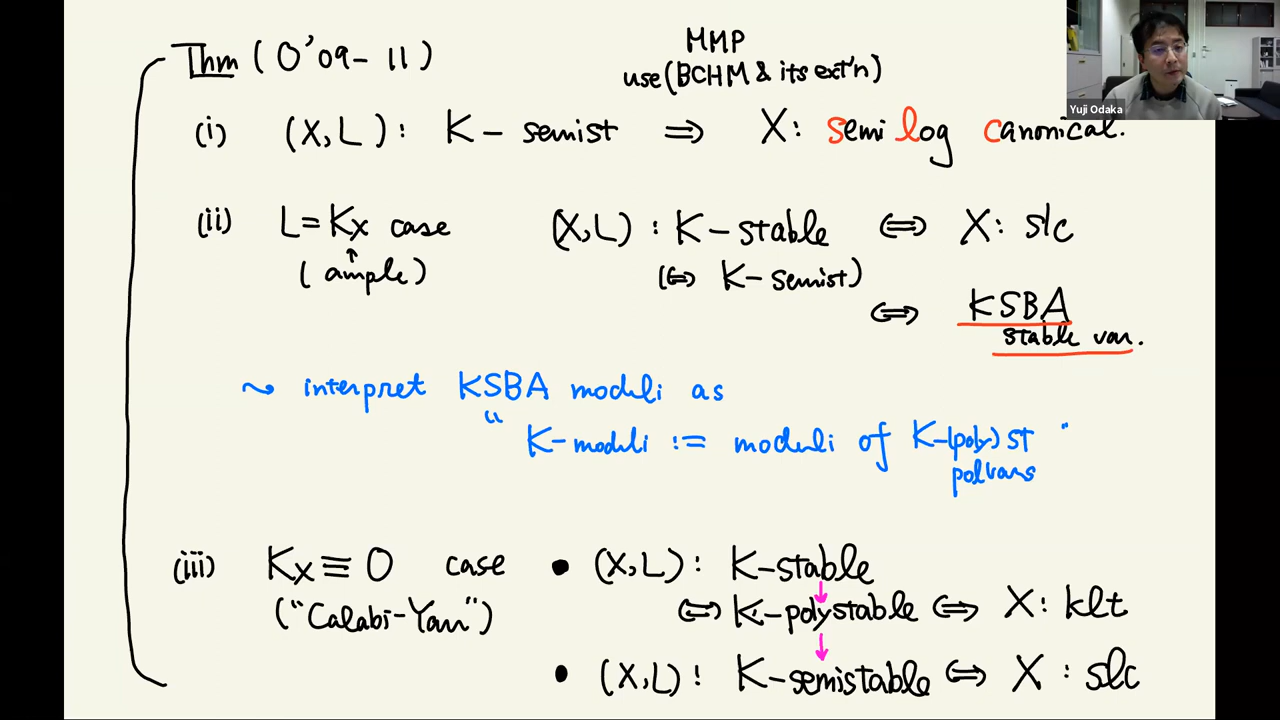 Thm (O'09-11)
MMP
use (BCHM & its ext'n)
Yuji Odaka
(i) (X,L): K-semist ⇒ X: semi log canonical.
(ii) L=Kx case (X,L): K-stable ⇔ X: slc
↑
(ample) (⇔ K-semist)
⇔ KSBA
stable var.
~> interpret KSBA moduli as
"K-moduli := moduli of K-(poly)st"
polvars
(iii) Kx≡0 case • (X,L): K-stable
("Calabi-Yau") ⇔ K-polystable ⇔ X: klt
• (X,L): K-semistable ⇔ X: slc